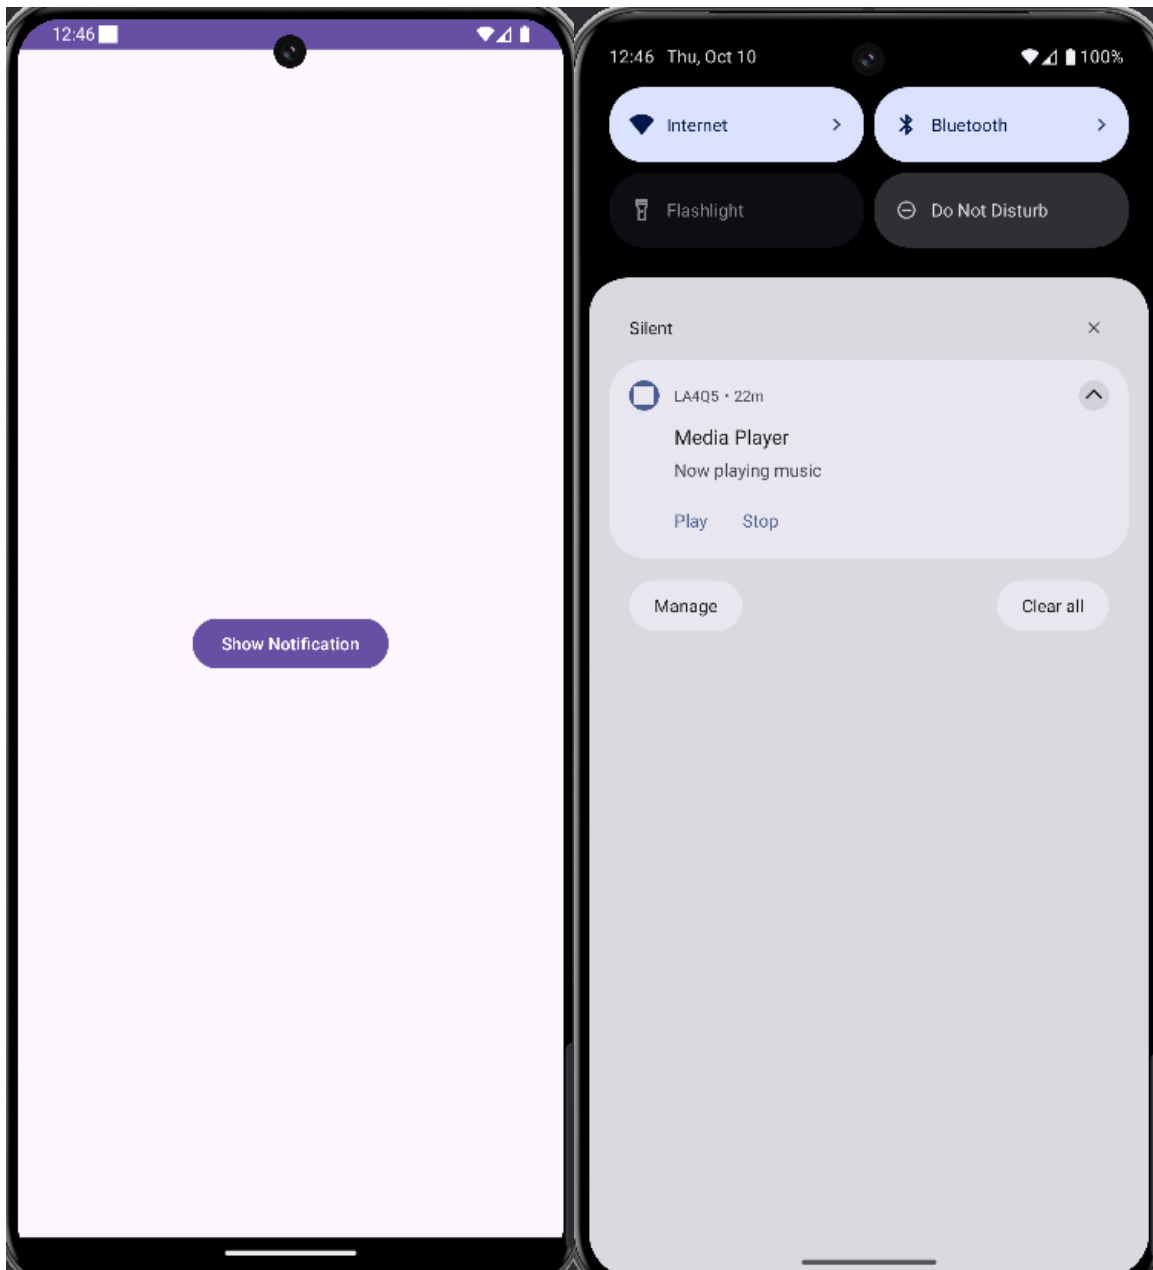 12:46
Show Notification
12:46 Thu, Oct 10 100%
Internet Bluetooth
Flashlight Do Not Disturb
Silent
LA4Q5 • 22m
Media Player
Now playing music
Play Stop
Manage Clear all